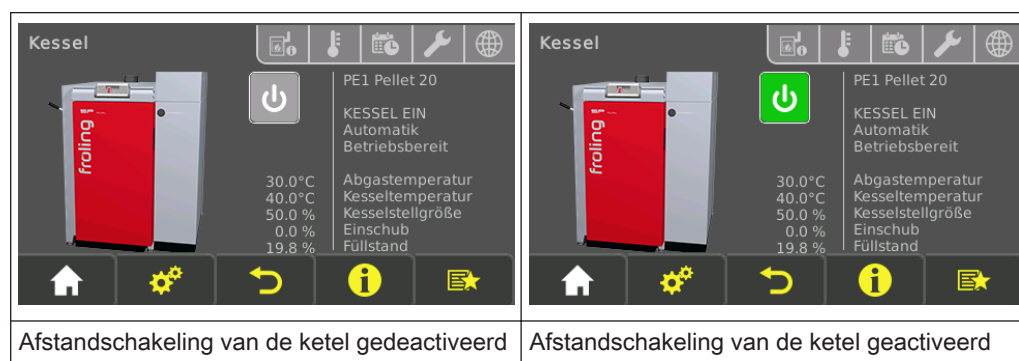 Kessel
froling
PE1 Pellet 20
KESSEL EIN
Automatik
Betriebsbereit
30.0°C Abgastemperatur
40.0°C Kesseltemperatur
50.0 % Kesselstellgröße
0.0 % Einschub
19.8 % Füllstand
Afstandschakeling van de ketel gedeactiveerd
Kessel
froling
PE1 Pellet 20
KESSEL EIN
Automatik
Betriebsbereit
30.0°C Abgastemperatur
40.0°C Kesseltemperatur
50.0 % Kesselstellgröße
0.0 % Einschub
19.8 % Füllstand
Afstandschakeling van de ketel geactiveerd